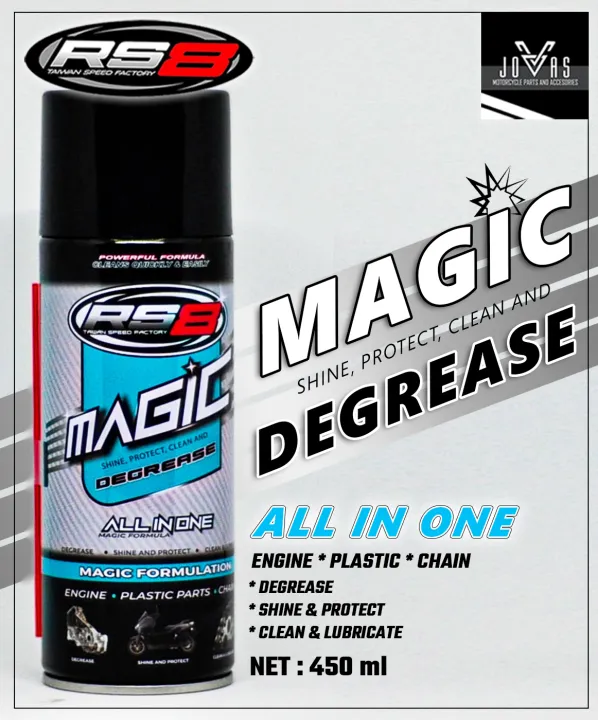 RS8
TAIWAN SPEED FACTORY
JOVAS
MOTORCYCLE PARTS AND ACCESORIES
POWERFUL FORMULA
CLEANS QUICKLY & EASILY
RS8
TAIWAN SPEED FACTORY
MAGIC
SHINE, PROTECT, CLEAN AND
DEGREASE
ALL IN ONE
MAGIC FORMULA
DEGREASE • SHINE AND PROTECT • CLEAN &
MAGIC FORMULATION
ENGINE • PLASTIC PARTS • CHAI
DEGREASE
SHINE AND PROTECT
MAGIC
SHINE, PROTECT, CLEAN AND
DEGREASE
ALL IN ONE
ENGINE * PLASTIC * CHAIN
* DEGREASE
* SHINE & PROTECT
* CLEAN & LUBRICATE
NET : 450 ml